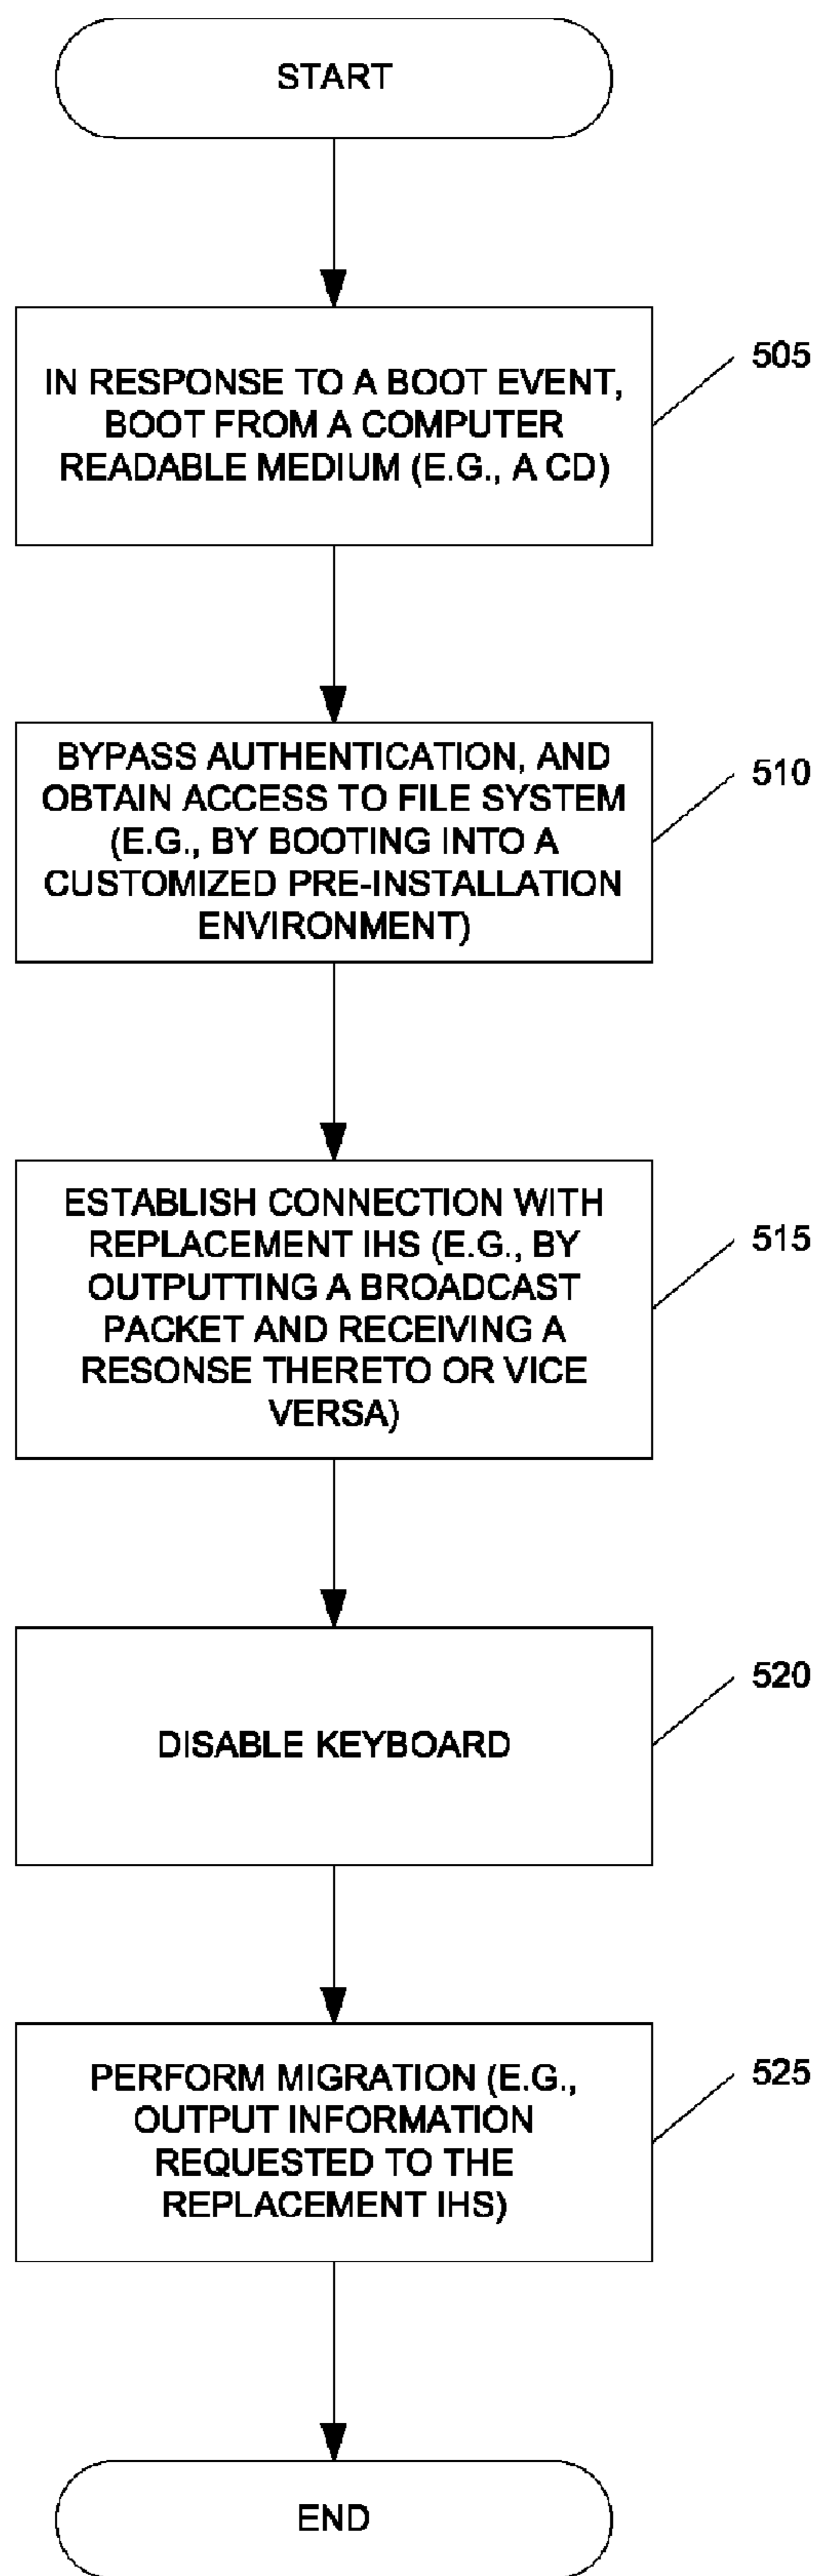 START
IN RESPONSE TO A BOOT EVENT,
BOOT FROM A COMPUTER
READABLE MEDIUM (E.G., A CD)
505
BYPASS AUTHENTICATION, AND
OBTAIN ACCESS TO FILE SYSTEM
(E.G., BY BOOTING INTO A
CUSTOMIZED PRE-INSTALLATION
ENVIRONMENT)
510
ESTABLISH CONNECTION WITH
REPLACEMENT IHS (E.G., BY
OUTPUTTING A BROADCAST
PACKET AND RECEIVING A
RESONSE THERETO OR VICE
VERSA)
515
DISABLE KEYBOARD
520
PERFORM MIGRATION (E.G.,
OUTPUT INFORMATION
REQUESTED TO THE
REPLACEMENT IHS)
525
END